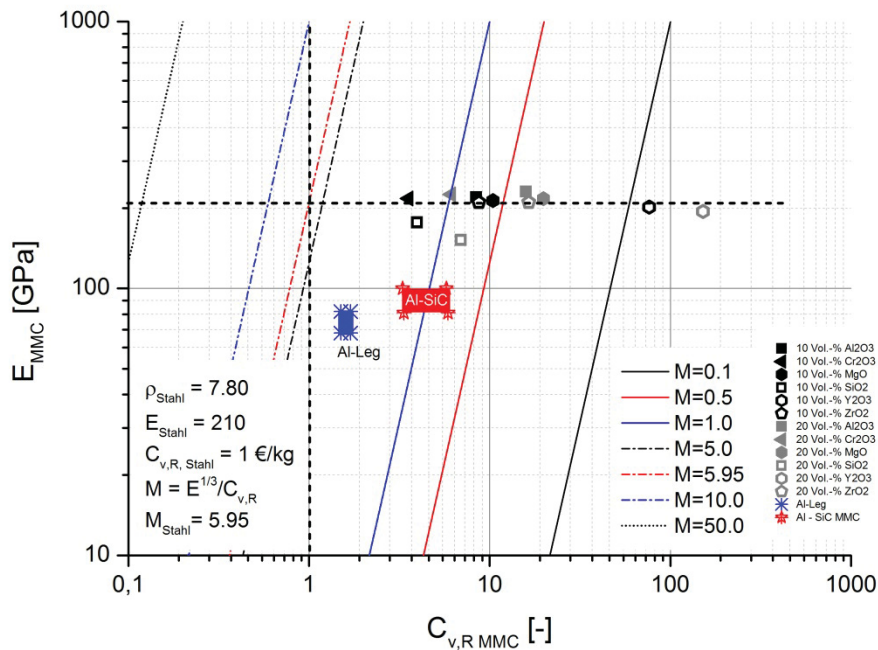 1000
100
10
E_MMC [GPa]
0,1
1
10
100
1000
C_v,R MMC [-]
Al-SiC
Al-Leg
ρ_Stahl = 7.80
E_Stahl = 210
C_v,R, Stahl = 1 €/kg
M = E^1/3/C_v,R
M_Stahl = 5.95
M=0.1
M=0.5
M=1.0
M=5.0
M=5.95
M=10.0
M=50.0
10 Vol.-% Al2O3
10 Vol.-% Cr2O3
10 Vol.-% MgO
10 Vol.-% SiO2
10 Vol.-% Y2O3
10 Vol.-% ZrO2
20 Vol.-% Al2O3
20 Vol.-% Cr2O3
20 Vol.-% MgO
20 Vol.-% SiO2
20 Vol.-% Y2O3
20 Vol.-% ZrO2
Al-Leg
Al - SiC MMC